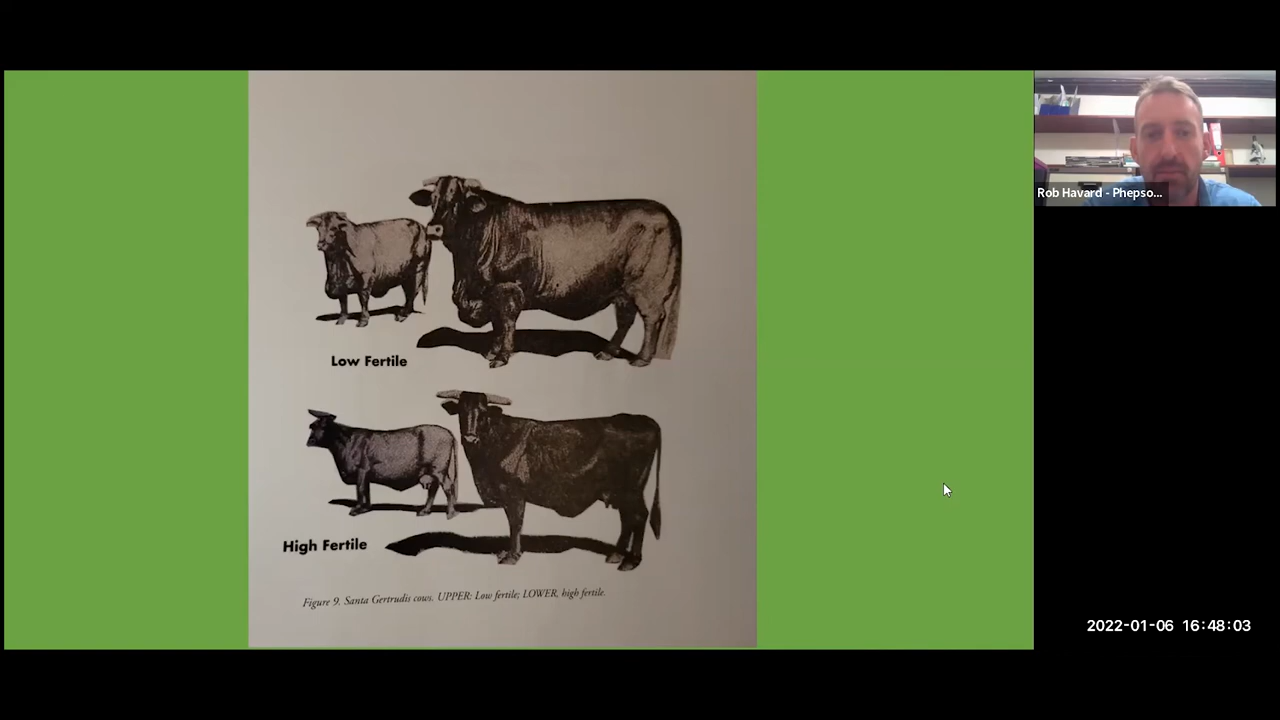 Rob Havard - Phepso...
Low Fertile
High Fertile
Figure 9. Santa Gertrudis cows. UPPER: Low fertile; LOWER, high fertile.
2022-01-06 16:48:03